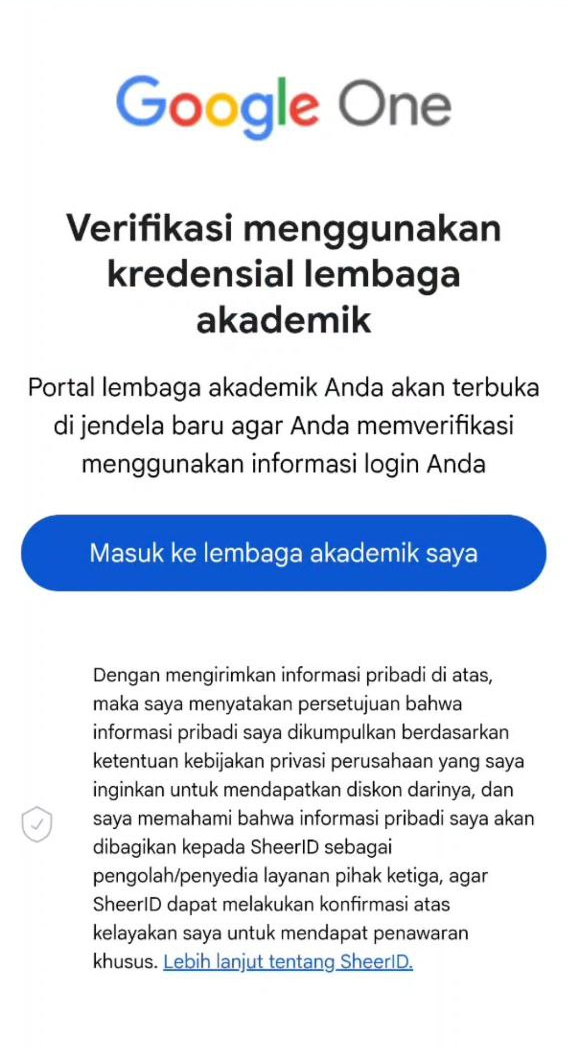 Google One
Verifikasi menggunakan
kredensial lembaga
akademik
Portal lembaga akademik Anda akan terbuka
di jendela baru agar Anda memverifikasi
menggunakan informasi login Anda
Masuk ke lembaga akademik saya
Dengan mengirimkan informasi pribadi di atas,
maka saya menyatakan persetujuan bahwa
informasi pribadi saya dikumpulkan berdasarkan
ketentuan kebijakan privasi perusahaan yang saya
inginkan untuk mendapatkan diskon darinya, dan
saya memahami bahwa informasi pribadi saya akan
dibagikan kepada SheerID sebagai
pengolah/penyedia layanan pihak ketiga, agar
SheerID dapat melakukan konfirmasi atas
kelayakan saya untuk mendapat penawaran
khusus. Lebih lanjut tentang SheerID.